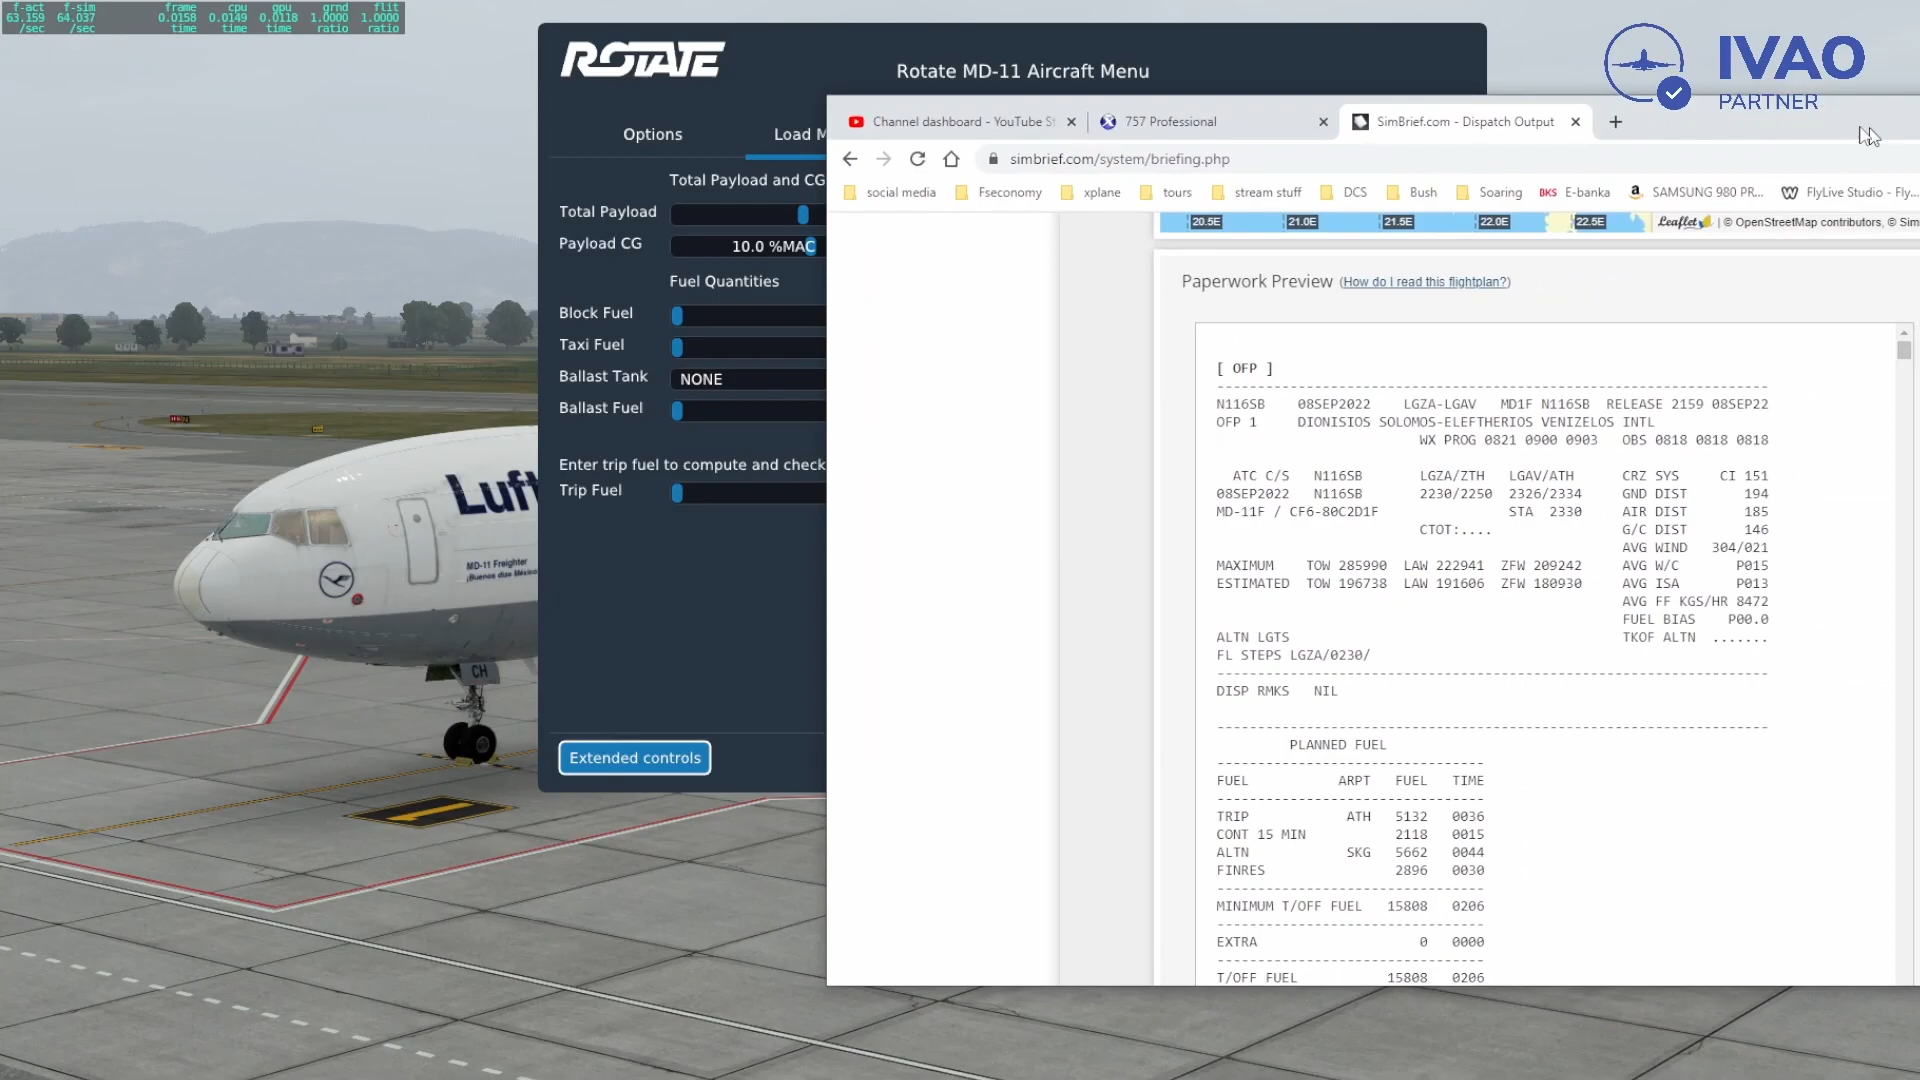 f-act f-sim frame cpu gpu grnd flit
63.159 64.037 0.0158 0.0149 0.0118 1.0000 1.0000
/sec /sec time time time ratio ratio
ROTATE
Rotate MD-11 Aircraft Menu
IVAO
PARTNER
Options
Load M
Total Payload and CG
Total Payload
Payload CG
10.0 %MAC
Fuel Quantities
Block Fuel
Taxi Fuel
Ballast Tank
NONE
Ballast Fuel
Enter trip fuel to compute and check
Trip Fuel
Extended controls
Luft
MD-11 Freighter
¡Buenos días México
CH
Channel dashboard - YouTube St
757 Professional
SimBrief.com - Dispatch Output
simbrief.com/system/briefing.php
social media Fseconomy xplane tours stream stuff DCS Bush Soaring BKS E-banka SAMSUNG 980 PR... FlyLive Studio - Fly...
20.5E 21.0E 21.5E 22.0E 22.5E Leaflet | © OpenStreetMap contributors, © Sim
Paperwork Preview (How do I read this flightplan?)
[ OFP ]
N116SB 08SEP2022 LGZA-LGAV MD1F N116SB RELEASE 2159 08SEP22
OFP 1 DIONISIOS SOLOMOS-ELEFTHERIOS VENIZELOS INTL
WX PROG 0821 0900 0903 OBS 0818 0818 0818
ATC C/S N116SB LGZA/ZTH LGAV/ATH CRZ SYS CI 151
08SEP2022 N116SB 2230/2250 2326/2334 GND DIST 194
MD-11F / CF6-80C2D1F STA 2330 AIR DIST 185
CTOT:.... G/C DIST 146
AVG WIND 304/021
MAXIMUM TOW 285990 LAW 222941 ZFW 209242 AVG W/C P015
ESTIMATED TOW 196738 LAW 191606 ZFW 180930 AVG ISA P013
AVG FF KGS/HR 8472
FUEL BIAS P00.0
ALTN LGTS TKOF ALTN .......
FL STEPS LGZA/0230/
DISP RMKS NIL
PLANNED FUEL
FUEL ARPT FUEL TIME
TRIP ATH 5132 0036
CONT 15 MIN 2118 0015
ALTN SKG 5662 0044
FINRES 2896 0030
MINIMUM T/OFF FUEL 15808 0206
EXTRA 0 0000
T/OFF FUEL 15808 0206